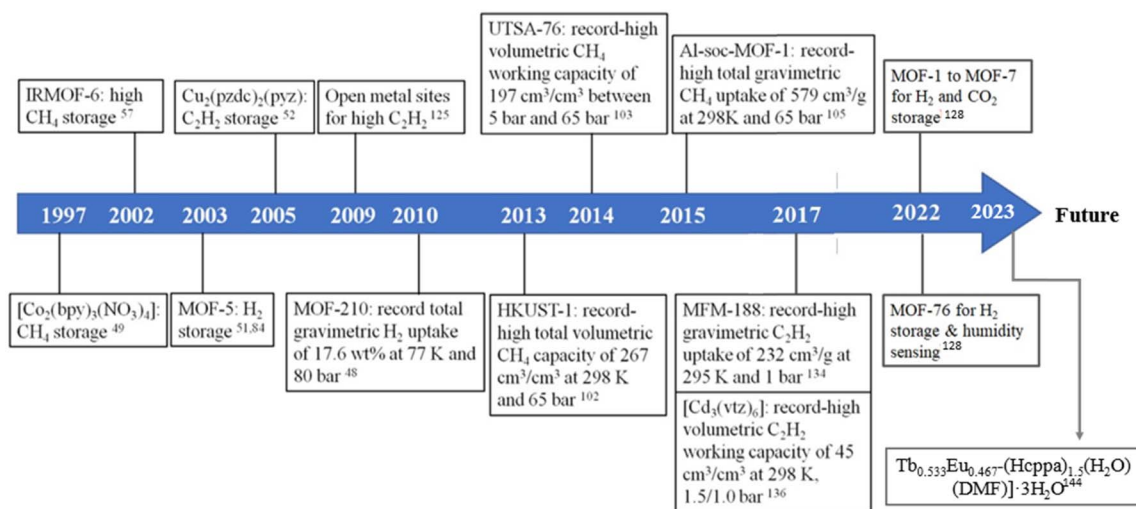 IRMOF-6: high
CH₄ storage ⁵⁷
Cu₂(pzdc)₂(pyz):
C₂H₂ storage ⁵²
Open metal sites
for high C₂H₂ ¹²⁵
UTSA-76: record-high
volumetric CH₄
working capacity of
197 cm³/cm³ between
5 bar and 65 bar ¹⁰³
Al-soc-MOF-1: record-
high total gravimetric
CH₄ uptake of 579 cm³/g
at 298K and 65 bar ¹⁰⁵
MOF-1 to MOF-7
for H₂ and CO₂
storage ¹²⁸
1997 2002 2003 2005 2009 2010 2013 2014 2015 2017 2022 2023 Future
[Co₂(bpy)₃(NO₃)₄]:
CH₄ storage ⁴⁹
MOF-5: H₂
storage ⁵¹,⁸⁴
MOF-210: record total
gravimetric H₂ uptake
of 17.6 wt% at 77 K and
80 bar ⁴⁸
HKUST-1: record-
high total volumetric
CH₄ capacity of 267
cm³/cm³ at 298 K
and 65 bar ¹⁰²
MFM-188: record-high
gravimetric C₂H₂
uptake of 232 cm³/g at
295 K and 1 bar ¹³⁴
[Cd₃(vtz)₆]: record-high
volumetric C₂H₂
working capacity of 45
cm³/cm³ at 298 K,
1.5/1.0 bar ¹³⁶
MOF-76 for H₂
storage & humidity
sensing ¹²⁸
Tb₀.₅₃₃Eu₀.₄₆₇-(Hcppa)₁.₅(H₂O)
(DMF)]·3H₂O¹⁴⁴